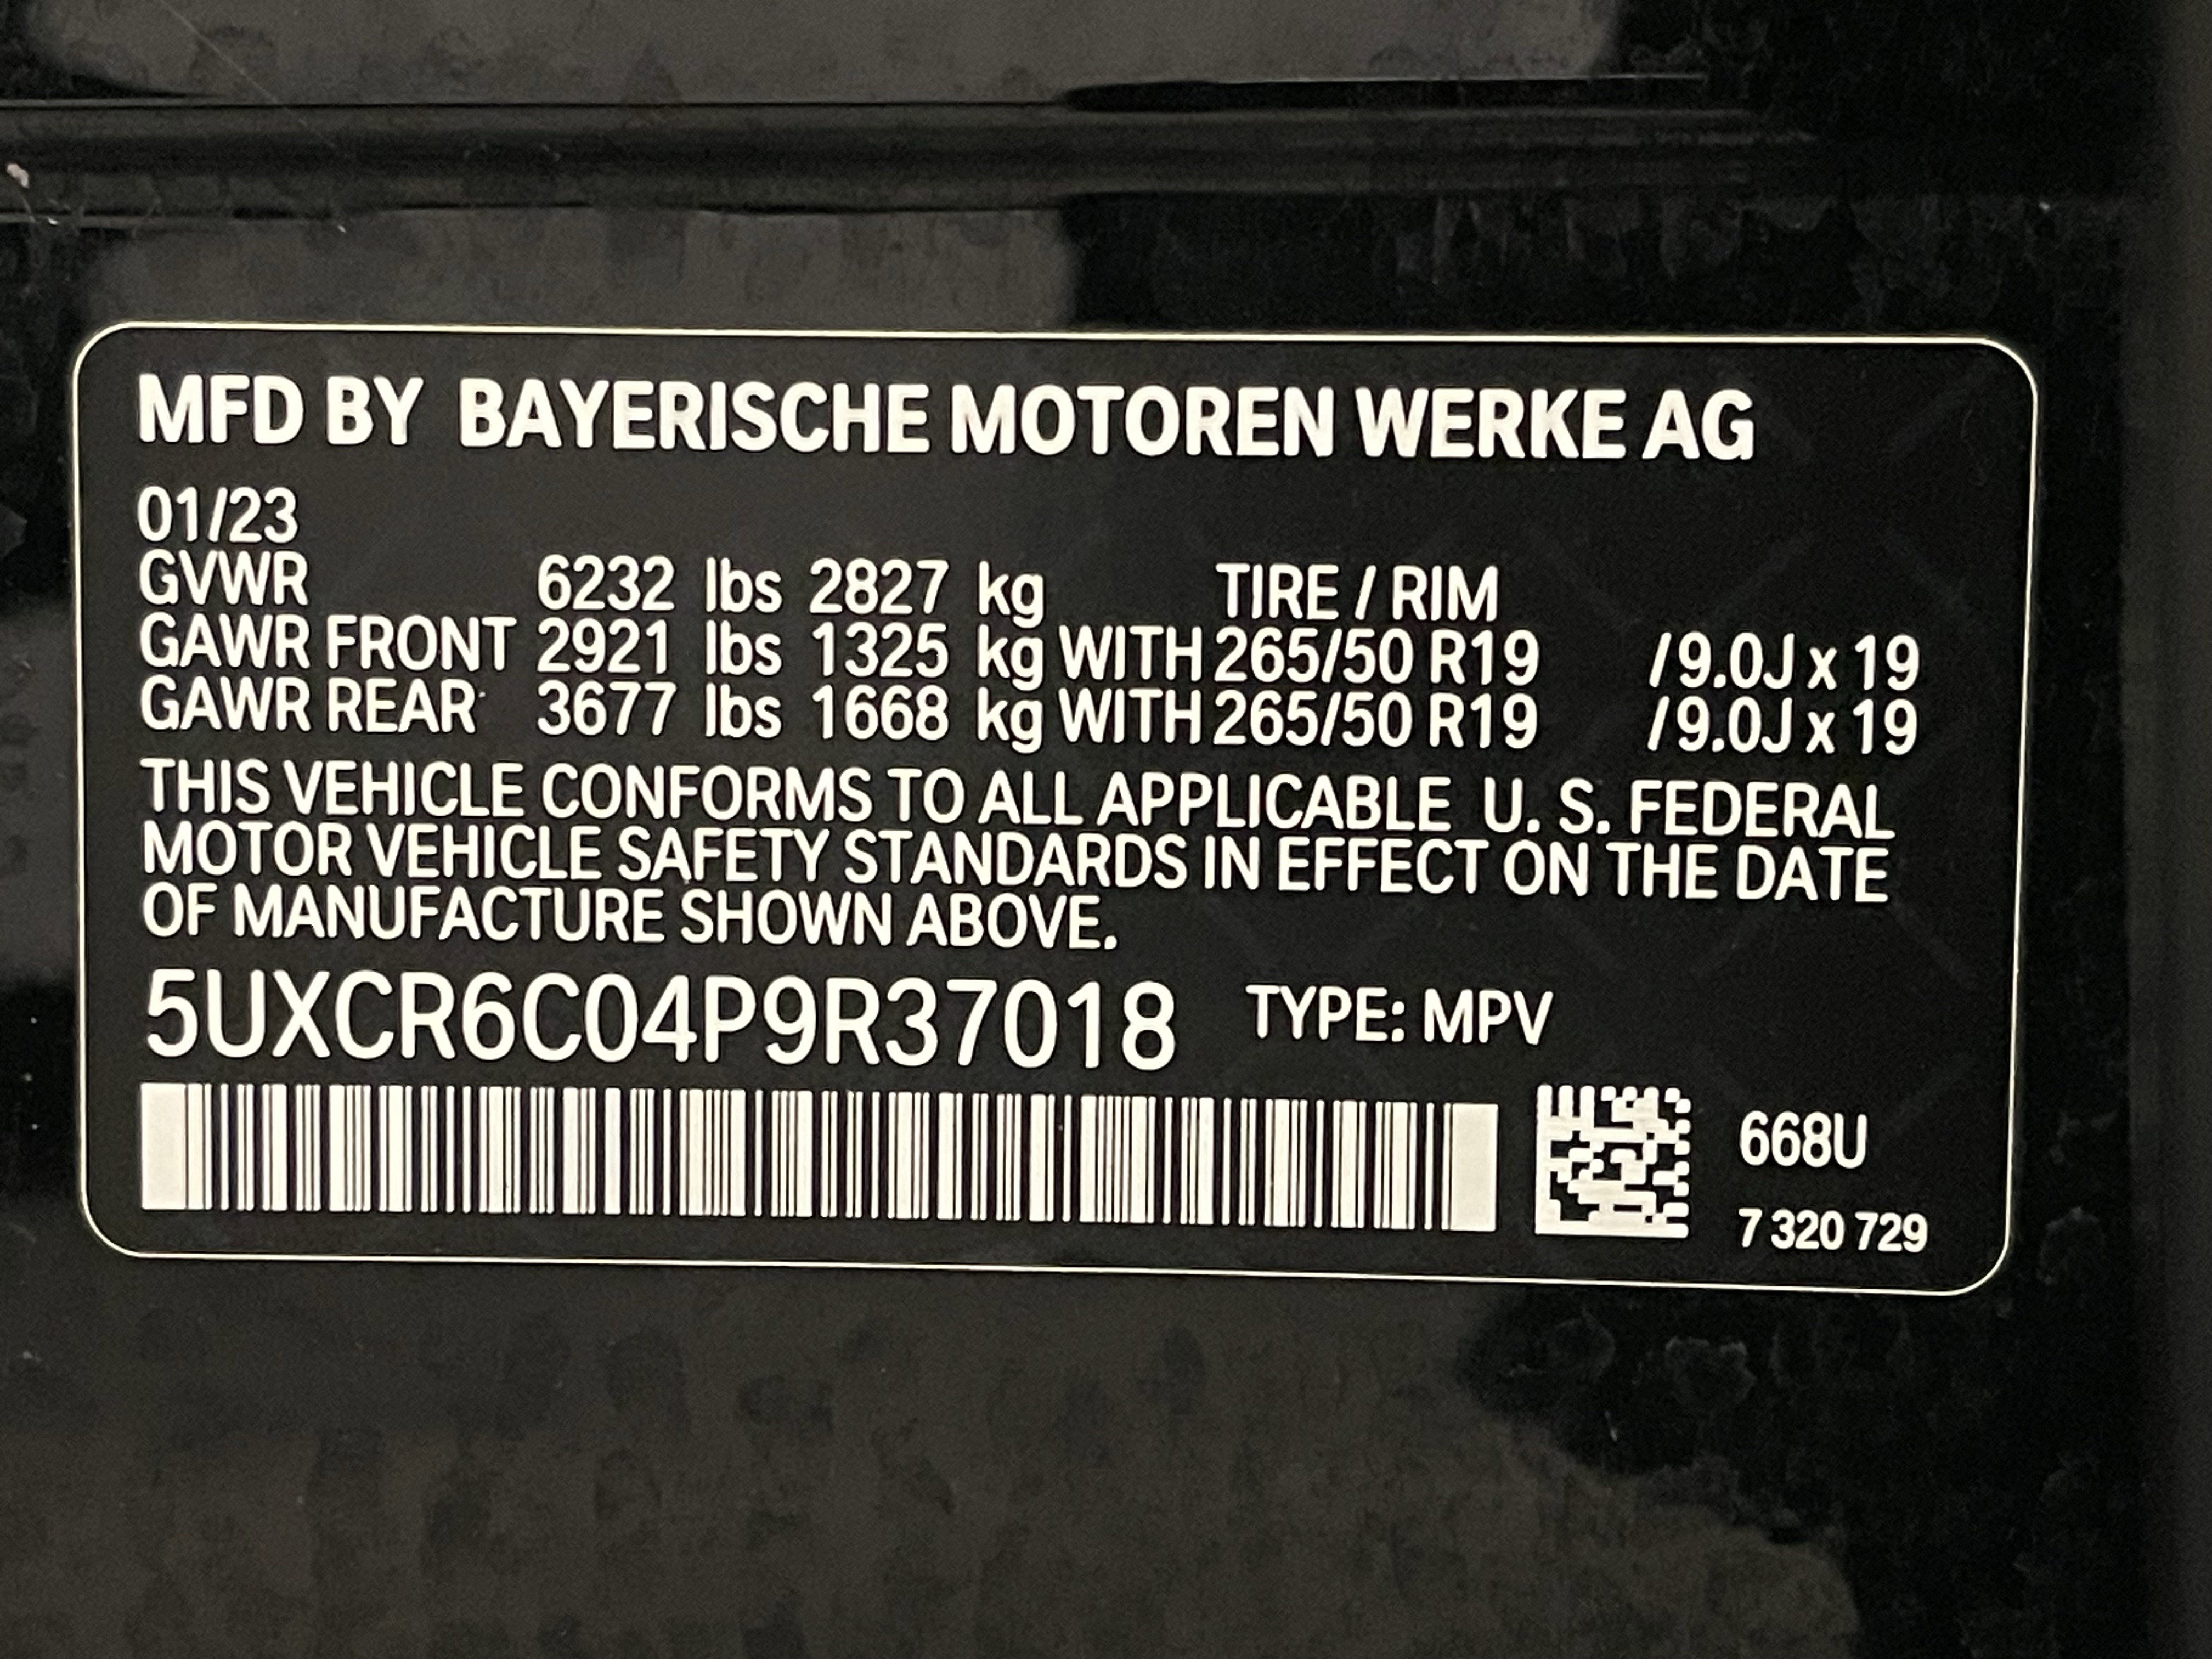 MFD BY BAYERISCHE MOTOREN WERKE AG
01/23
GVWR 6232 lbs 2827 kg TIRE / RIM
GAWR FRONT 2921 lbs 1325 kg WITH 265/50 R19 /9.0J x 19
GAWR REAR 3677 lbs 1668 kg WITH 265/50 R19 /9.0J x 19
THIS VEHICLE CONFORMS TO ALL APPLICABLE U. S. FEDERAL
MOTOR VEHICLE SAFETY STANDARDS IN EFFECT ON THE DATE
OF MANUFACTURE SHOWN ABOVE.
5UXCR6C04P9R37018 TYPE: MPV
668U
7 320 729